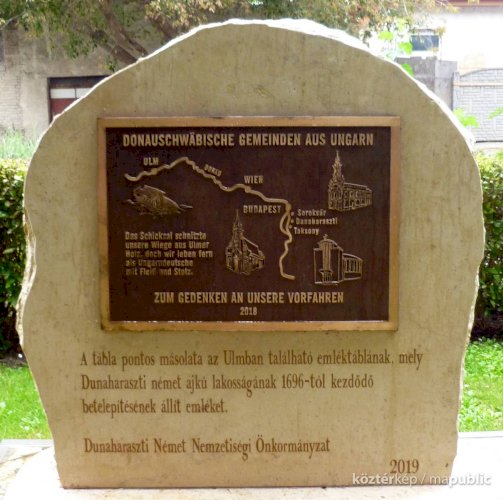 DONAUSCHWÄBISCHE GEMEINDEN AUS UNGARN
ULM
DONAU
WIEN
BUDAPEST
Soroksár
Dunaharaszti
Taksony
Das Schicksal schnitzte
unsere Wiege aus Ulmer
Holz, doch wir leben fern
als Ungarndeutsche
mit Fleiß und Stolz.
ZUM GEDENKEN AN UNSERE VORFAHREN
2018
A tábla pontos másolata az Ulmban található emléktáblának, mely
Dunaharaszti német ajkú lakosságának 1696-tól kezdődő
betelepítésének állít emléket.
Dunaharaszti Német Nemzetiségi Önkormányzat
2019
köztérkép / mapublic